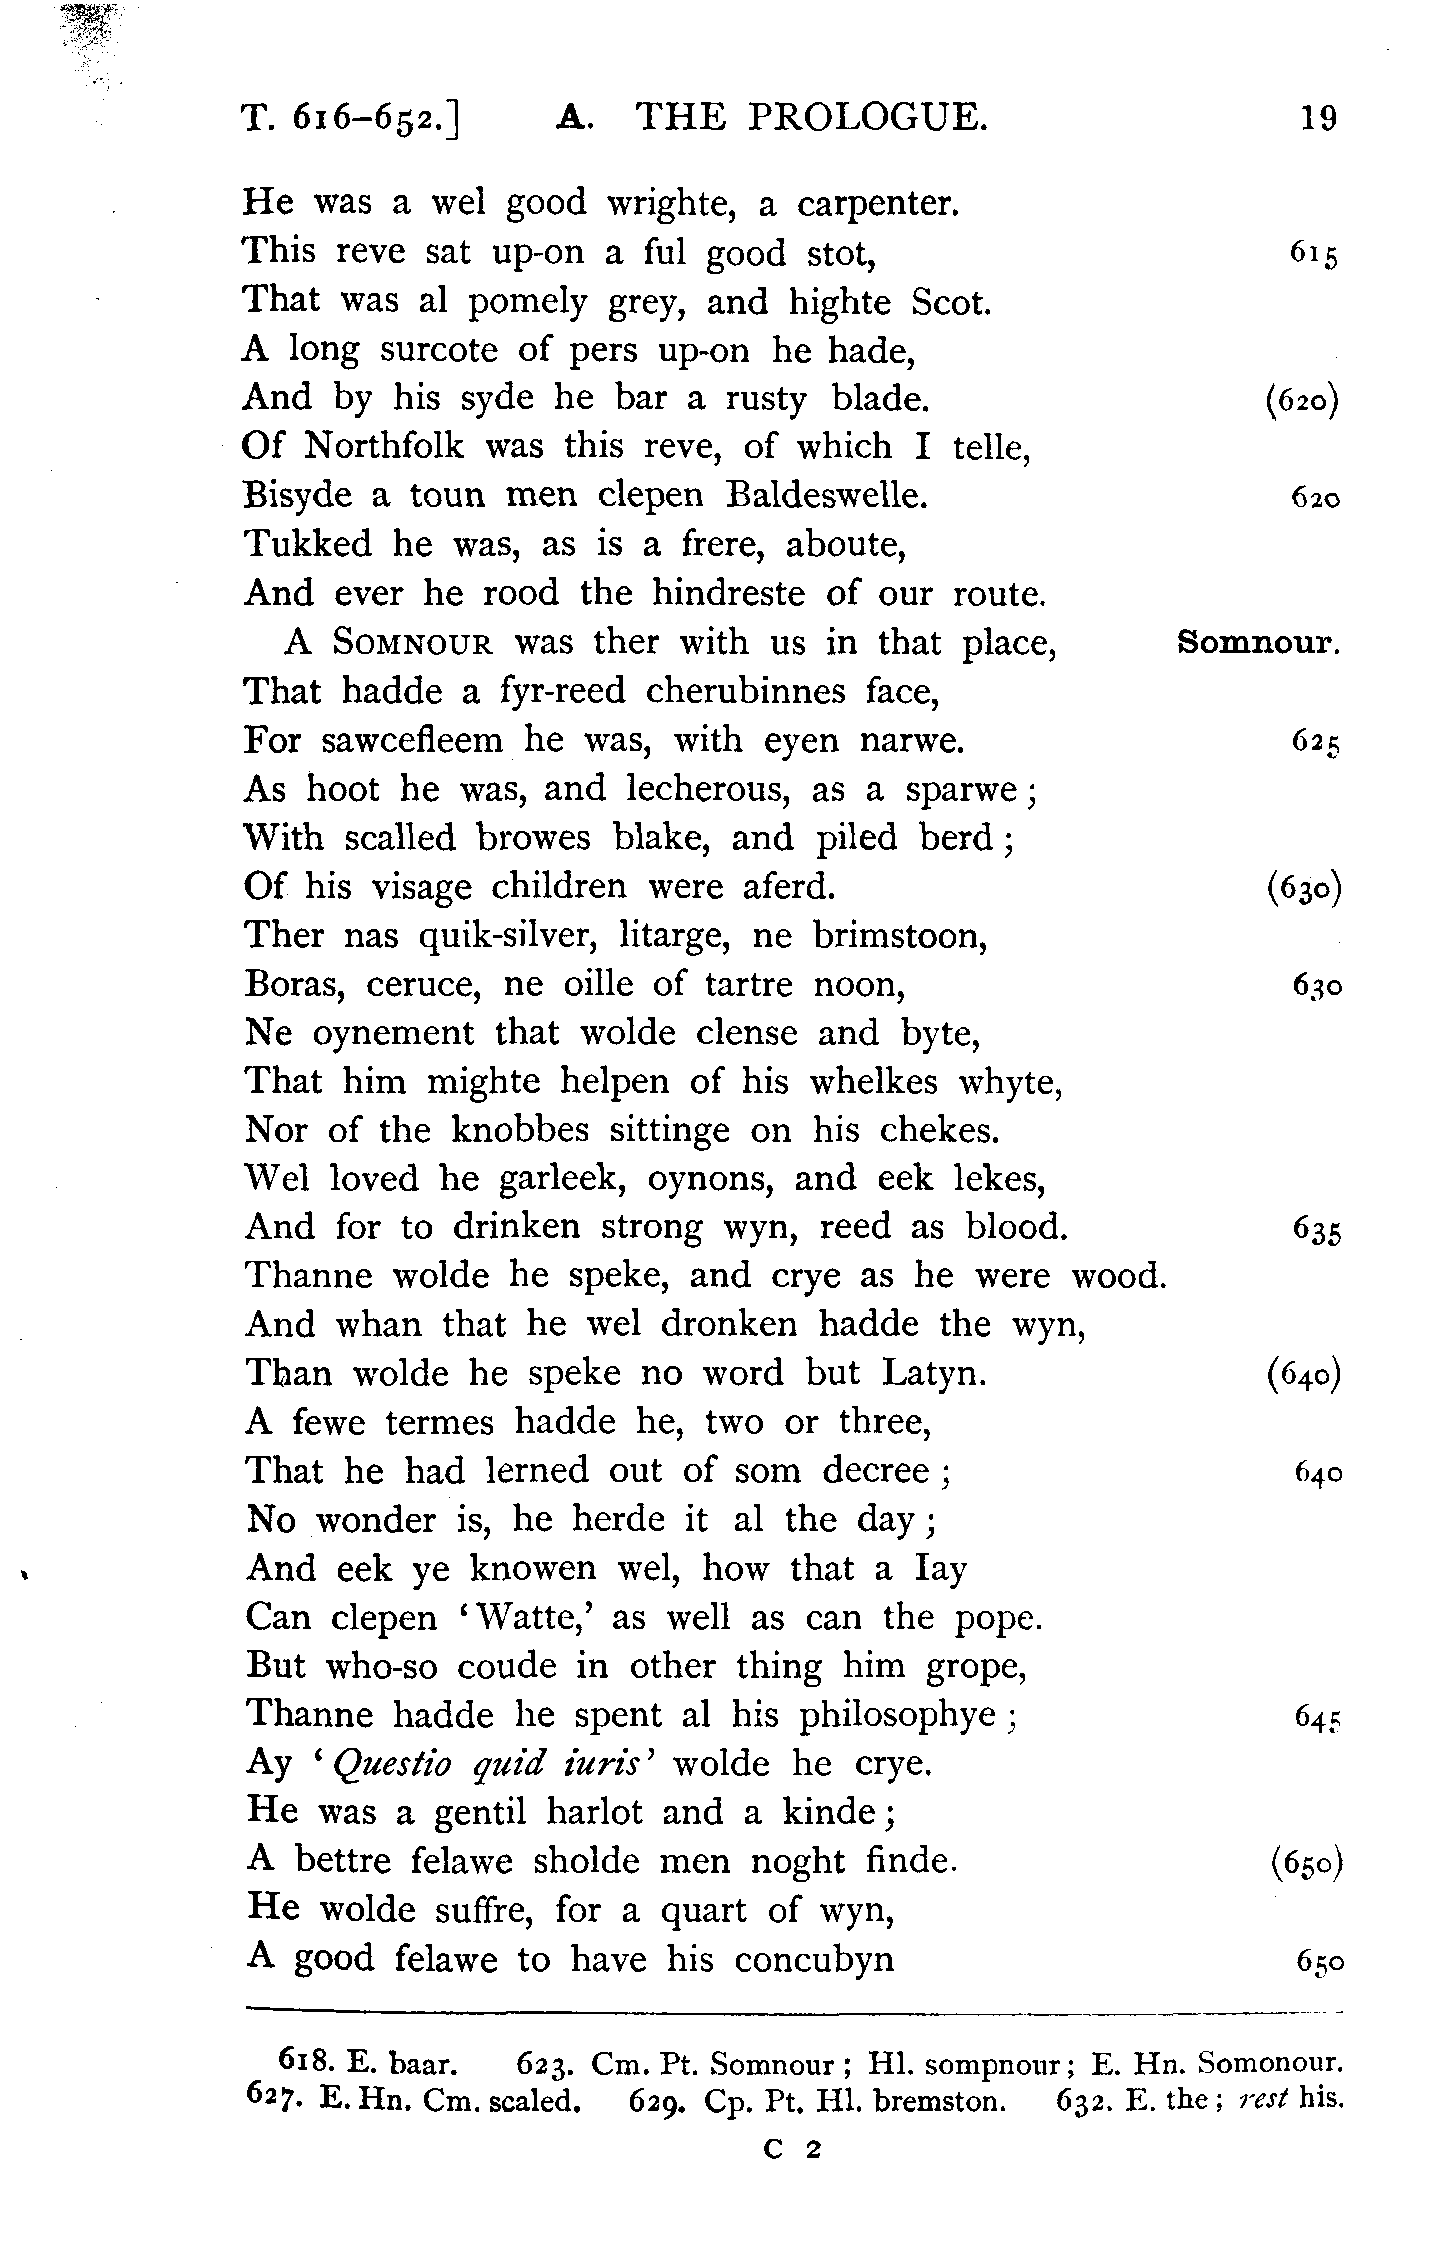 T. 616–652.] A. THE PROLOGUE. 19
He was a wel good wrighte, a carpenter.
This reve sat up-on a ful good stot, 615
That was al pomely grey, and highte Scot.
A long surcote of pers up-on he hade,
And by his syde he bar a rusty blade. (620)
Of Northfolk was this reve, of which I telle,
Bisyde a toun men clepen Baldeswelle. 620
Tukked he was, as is a frere, aboute,
And ever he rood the hindreste of our route.
A SOMNOUR was ther with us in that place, Somnour.
That hadde a fyr-reed cherubinnes face,
For sawcefleem he was, with eyen narwe. 625
As hoot he was, and lecherous, as a sparwe;
With scalled browes blake, and piled berd;
Of his visage children were aferd. (630)
Ther nas quik-silver, litarge, ne brimstoon,
Boras, ceruce, ne oille of tartre noon, 630
Ne oynement that wolde clense and byte,
That him mighte helpen of his whelkes whyte,
Nor of the knobbes sittinge on his chekes.
Wel loved he garleek, oynons, and eek lekes,
And for to drinken strong wyn, reed as blood. 635
Thanne wolde he speke, and crye as he were wood.
And whan that he wel dronken hadde the wyn,
Than wolde he speke no word but Latyn. (640)
A fewe termes hadde he, two or three,
That he had lerned out of som decree; 640
No wonder is, he herde it al the day;
And eek ye knowen wel, how that a Iay
Can clepen 'Watte,' as well as can the pope.
But who-so coude in other thing him grope,
Thanne hadde he spent al his philosophye; 645
Ay 'Questio quid iuris' wolde he crye.
He was a gentil harlot and a kinde;
A bettre felawe sholde men noght finde. (650)
He wolde suffre, for a quart of wyn,
A good felawe to have his concubyn 650
618. E. baar. 623. Cm. Pt. Somnour; Hl. sompnour; E. Hn. Somonour.
627. E. Hn. Cm. scaled. 629. Cp. Pt. Hl. bremston. 632. E. the; rest his.
C 2